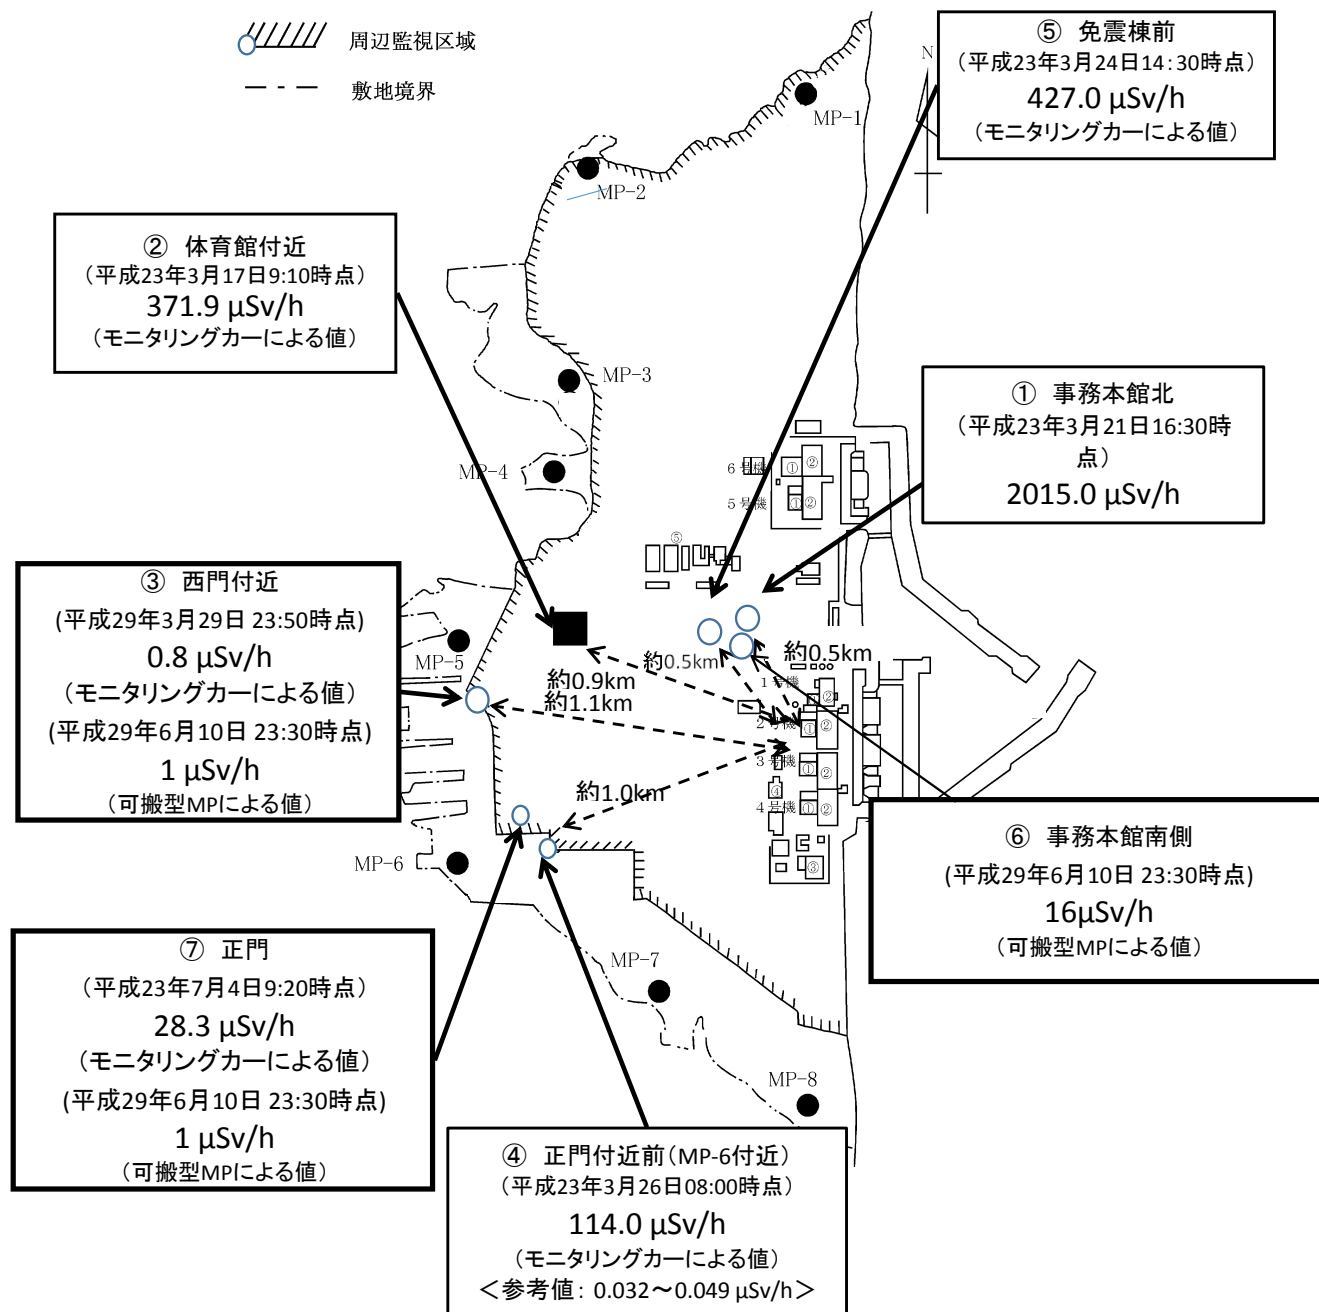 周辺監視区域
敷地境界
⑤ 免震棟前
（平成23年3月24日14：30時点）
427.0 μSv/h
（モニタリングカーによる値）
N
MP-1
MP-2
② 体育館付近
（平成23年3月17日9:10時点）
371.9 μSv/h
（モニタリングカーによる値）
MP-3
① 事務本館北
（平成23年3月21日16:30時
点）
2015.0 μSv/h
MP-4
6号機
① ②
5号機
① ②
⑤
③ 西門付近
(平成29年3月29日 23:50時点)
0.8 μSv/h
（モニタリングカーによる値）
(平成29年6月10日 23:30時点)
1 μSv/h
（可搬型MPによる値）
MP-5
約0.9km
約1.1km
約0.5km
約0.5km
1号機
②
2号機
① ②
3号機
① ②
④
4号機
① ②
③
約1.0km
MP-6
⑥ 事務本館南側
(平成29年6月10日 23:30時点)
16μSv/h
（可搬型MPによる値）
⑦ 正門
（平成23年7月4日9:20時点）
28.3 μSv/h
（モニタリングカーによる値）
(平成29年6月10日 23:30時点)
1 μSv/h
（可搬型MPによる値）
MP-7
MP-8
④ 正門付近前（MP-6付近）
（平成23年3月26日08:00時点）
114.0 μSv/h
（モニタリングカーによる値）
＜参考値： 0.032～0.049 μSv/h＞